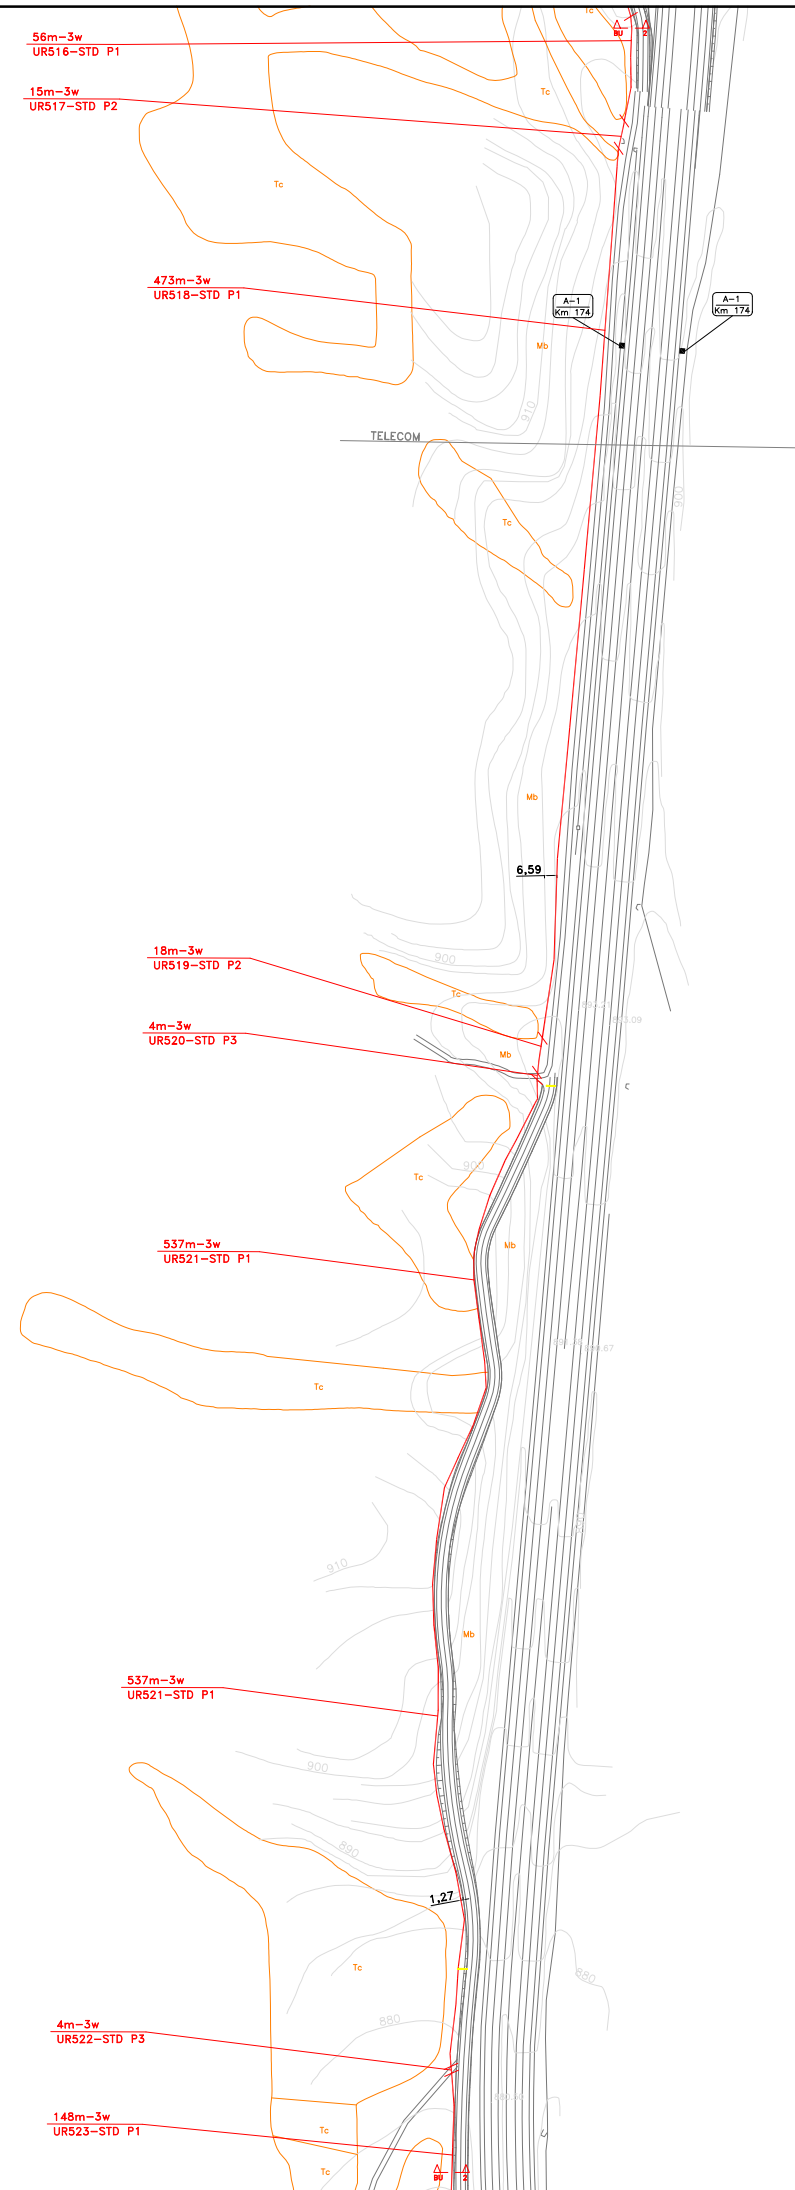 Tc
BU
2
56m-3w
UR516-STD P1
15m-3w
UR517-STD P2
Tc
Tc
473m-3w
UR518-STD P1
A-1
Km 174
A-1
Km 174
Mb
910
TELECOM
900
Tc
Mb
6,59
18m-3w
UR519-STD P2
900
Tc
4m-3w
UR520-STD P3
Mb
900
Tc
537m-3w
UR521-STD P1
Mb
Tc
910
Mb
537m-3w
UR521-STD P1
900
890
1,27
Tc
880
880
4m-3w
UR522-STD P3
148m-3w
UR523-STD P1
Tc
Tc
BU
2